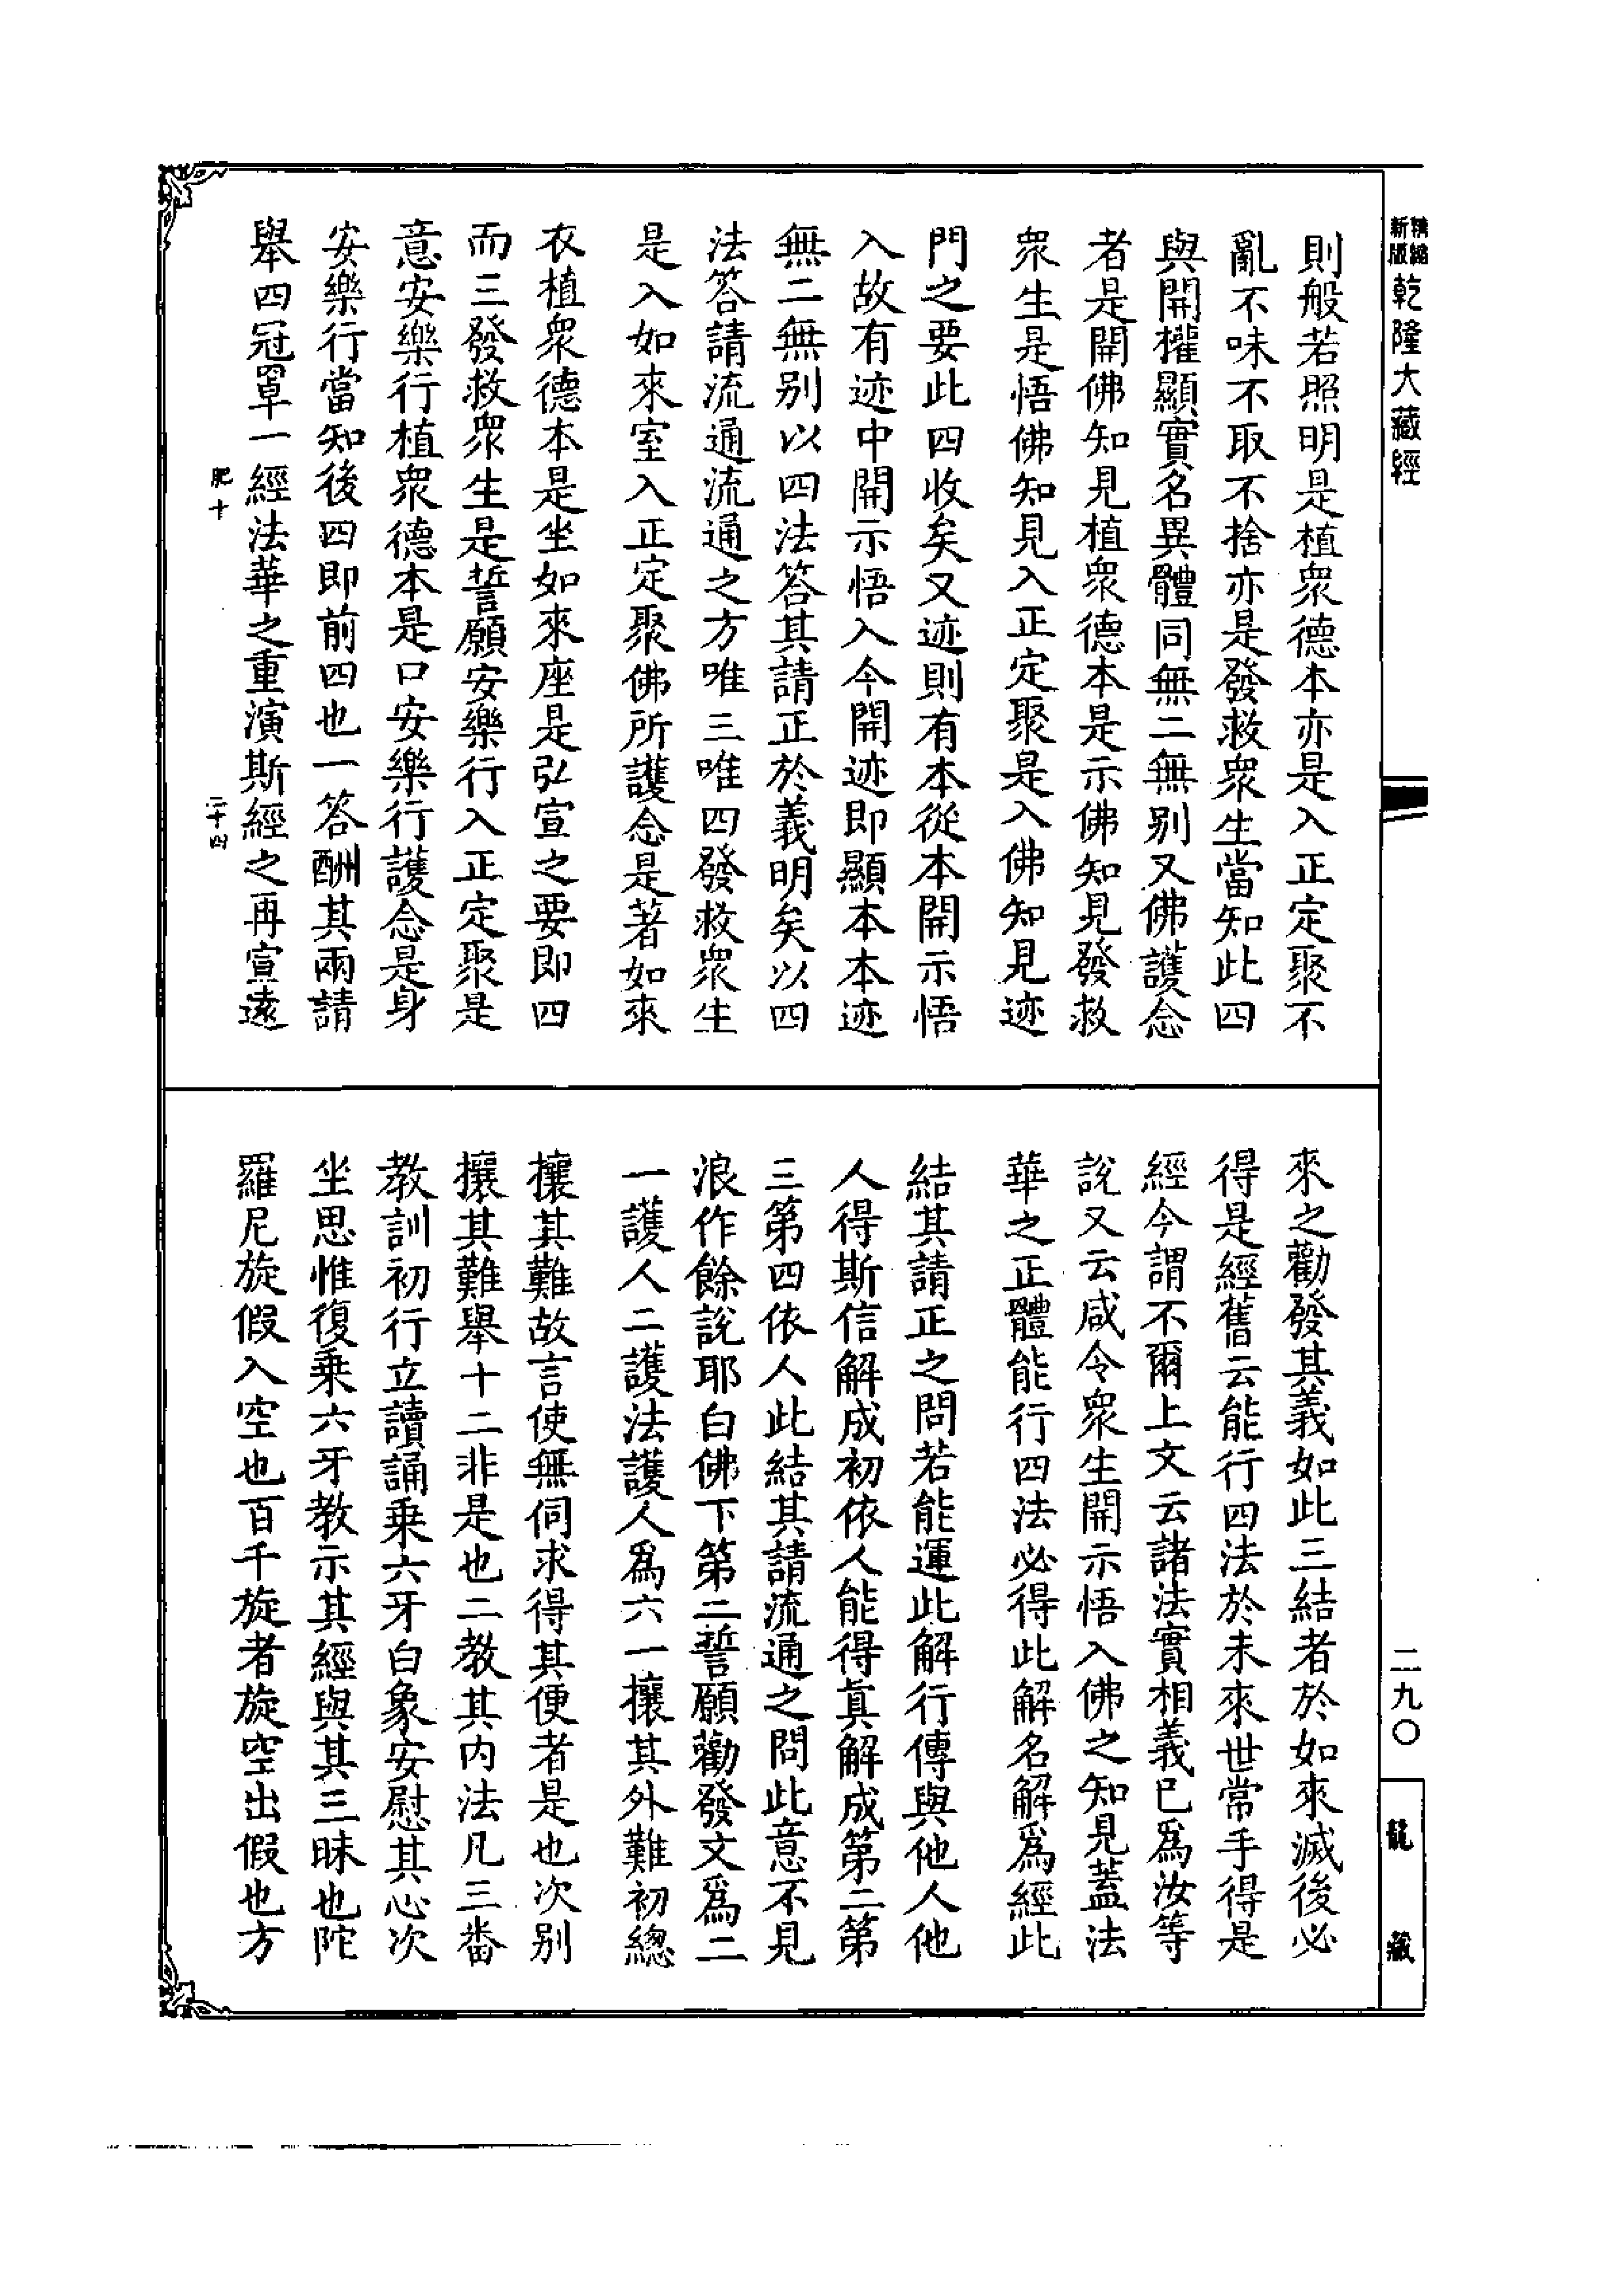 精縮
新版
乾隆大藏經
則般若照明是植衆德本亦是入正定聚不
亂不味不取不捨亦是發救衆生當知此四
與開權顯實名異體同無二無别又佛護念
者是開佛知見植衆德本是示佛知見發救
衆生是悟佛知見入正定聚是入佛知見迹
門之要此四收矣又迹則有本從本開示悟
入故有迹中開示悟入今開迹即顯本本迹
無二無别以四法答其請正於義明矣以四
法答請流通流通之方唯三唯四發救衆生
是入如來室入正定聚佛所護念是著如來
衣植衆德本是坐如來座是弘宣之要即四
而三發救衆生是誓願安樂行入正定聚是
意安樂行植衆德本是口安樂行護念是身
安樂行當知後四即前四也一答酬其兩請
舉四冠罩一經法華之重演斯經之再宣遠
肥十
二十四
來之勸發其義如此三結者於如來滅後必
得是經舊云能行四法於未來世常手得是
經今謂不爾上文云諸法實相義已爲汝等
說又云咸令衆生開示悟入佛之知見蓋法
華之正體能行四法必得此解名解爲經此
結其請正之問若能運此解行傳與他人他
人得斯信解成初依人能得眞解成第二第
三第四依人此結其請流通之問此意不見
浪作餘說耶白佛下第二誓願勸發文爲二
一護人二護法護人爲六一攘其外難初總
攘其難故言使無伺求得其便者是也次别
攘其難舉十二非是也二教其内法凡三番
教訓初行立讀誦乗六牙白象安慰其心次
坐思惟復乗六牙教示其經與其三昧也陀
羅尼旋假入空也百千旋者旋空出假也方
二九〇
龍藏